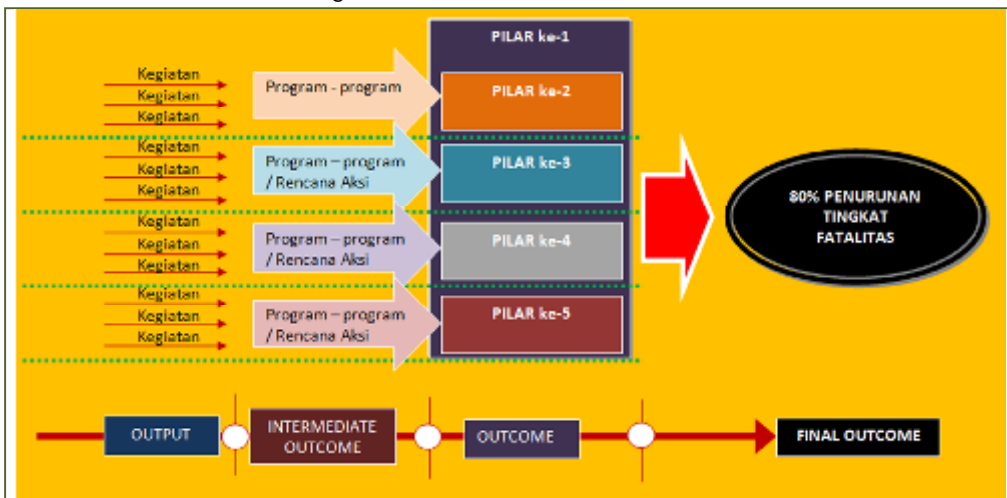 PILAR ke-1
Kegiatan
Kegiatan
Kegiatan
Program - program
PILAR ke-2
Kegiatan
Kegiatan
Kegiatan
Program – program
/ Rencana Aksi
PILAR ke-3
Kegiatan
Kegiatan
Kegiatan
Program – program
/ Rencana Aksi
PILAR ke-4
Kegiatan
Kegiatan
Kegiatan
Program – program
/ Rencana Aksi
PILAR ke-5
80% PENURUNAN
TINGKAT
FATALITAS
OUTPUT
INTERMEDIATE
OUTCOME
OUTCOME
FINAL OUTCOME